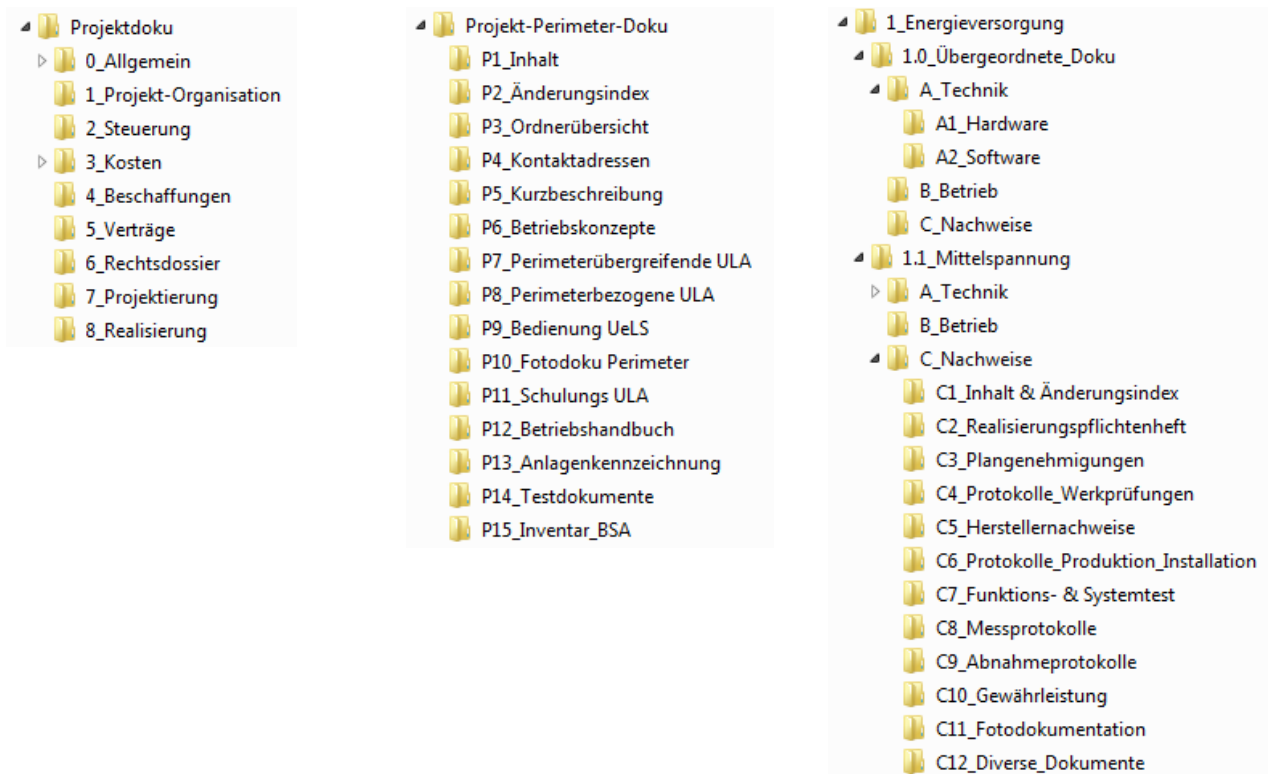 Projektdoku
0_Allgemein
1_Projekt-Organisation
2_Steuerung
3_Kosten
4_Beschaffungen
5_Verträge
6_Rechtsdossier
7_Projektierung
8_Realisierung
Projekt-Perimeter-Doku
P1_Inhalt
P2_Änderungsindex
P3_Ordnerübersicht
P4_Kontaktadressen
P5_Kurzbeschreibung
P6_Betriebskonzepte
P7_Perimeterübergreifende ULA
P8_Perimeterbezogene ULA
P9_Bedienung UeLS
P10_Fotodoku Perimeter
P11_Schulungs ULA
P12_Betriebshandbuch
P13_Anlagenkennzeichnung
P14_Testdokumente
P15_Inventar_BSA
1_Energieversorgung
1.0_Übergeordnete_Doku
A_Technik
A1_Hardware
A2_Software
B_Betrieb
C_Nachweise
1.1_Mittelspannung
A_Technik
B_Betrieb
C_Nachweise
C1_Inhalt & Änderungsindex
C2_Realisierungspflichtenheft
C3_Plangenehmigungen
C4_Protokolle_Werkprüfungen
C5_Herstellernachweise
C6_Protokolle_Produktion_Installation
C7_Funktions- & Systemtest
C8_Messprotokolle
C9_Abnahmeprotokolle
C10_Gewährleistung
C11_Fotodokumentation
C12_Diverse_Dokumente